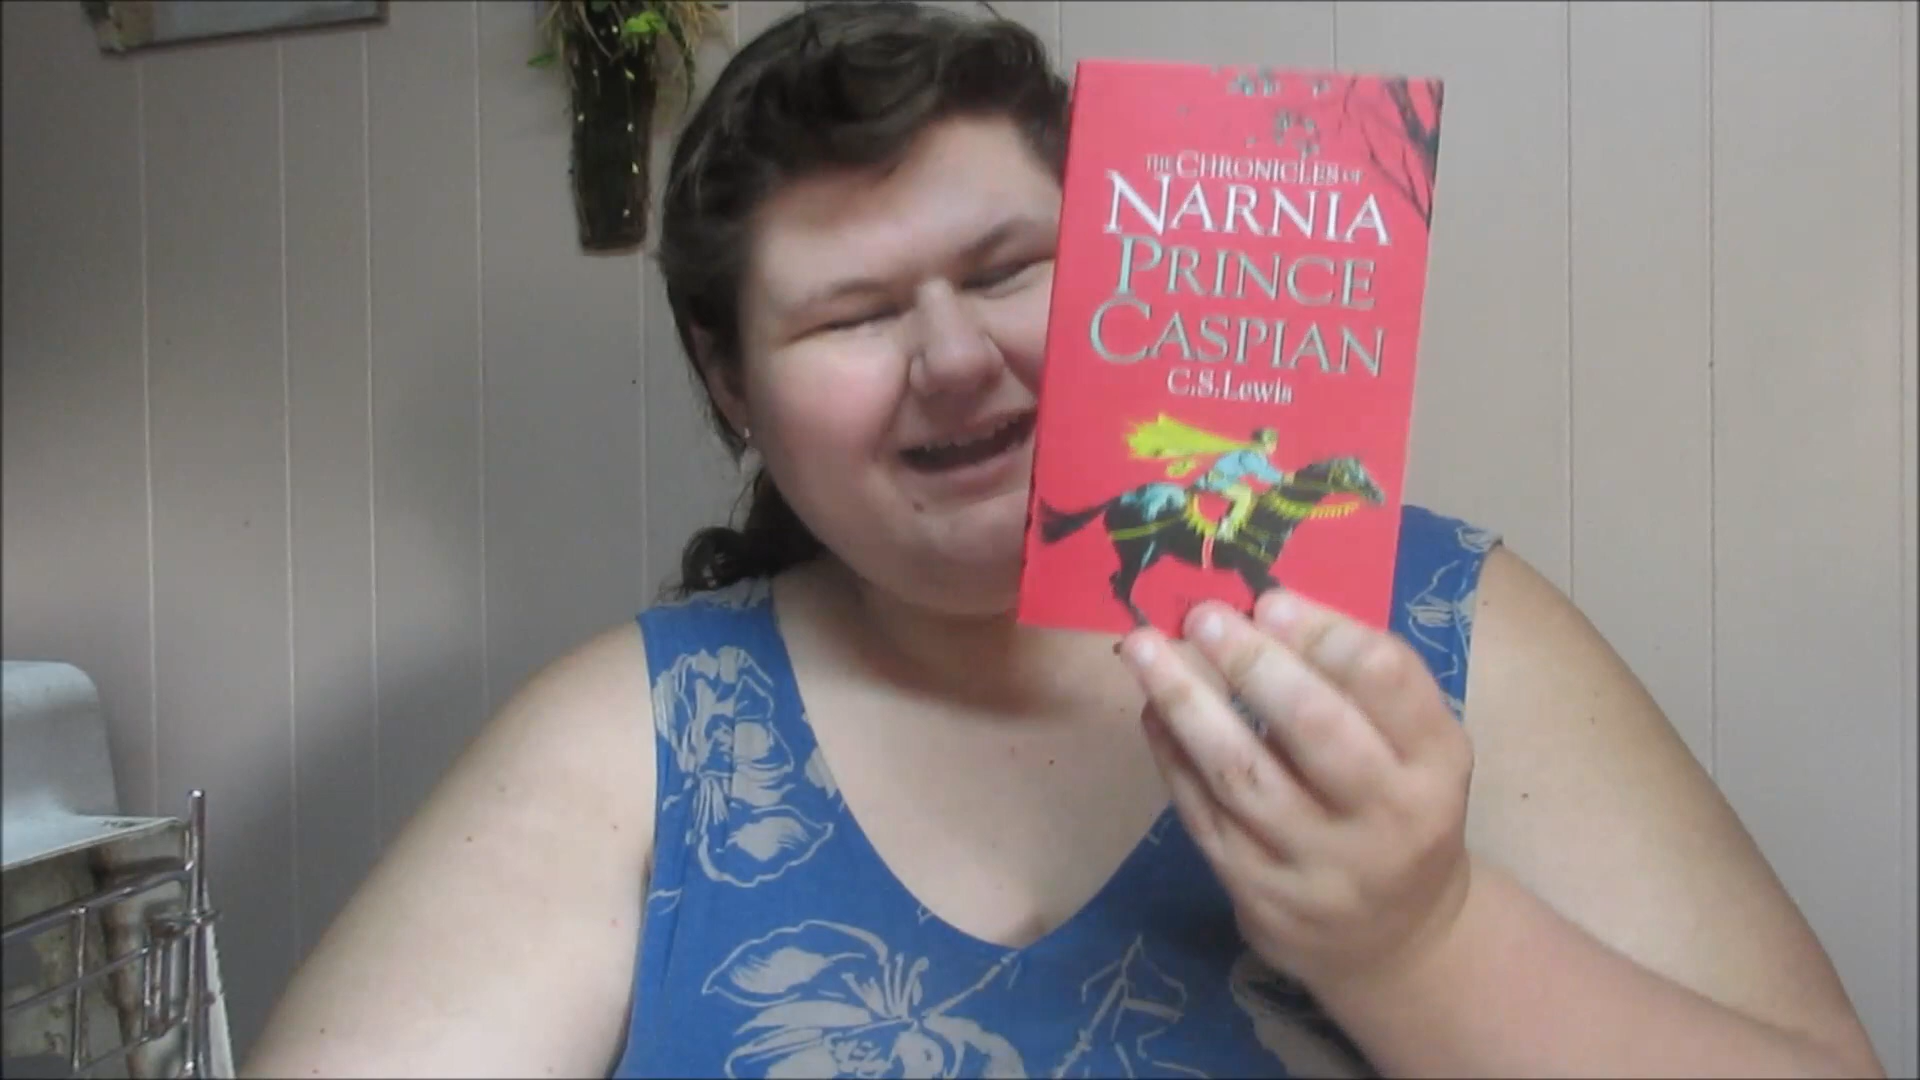 THE CHRONICLES OF
NARNIA
PRINCE
CASPIAN
C.S.Lewis